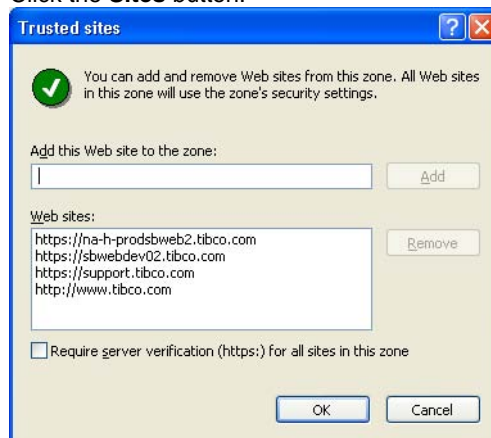 Click the Sites button.
Trusted sites
You can add and remove Web sites from this zone. All Web sites
in this zone will use the zone's security settings.
Add this Web site to the zone:
Add
Web sites:
https://na-h-prodsbweb2.tibco.com
https://sbwebdev02.tibco.com
https://support.tibco.com
http://www.tibco.com
Remove
Require server verification (https:) for all sites in this zone
OK
Cancel